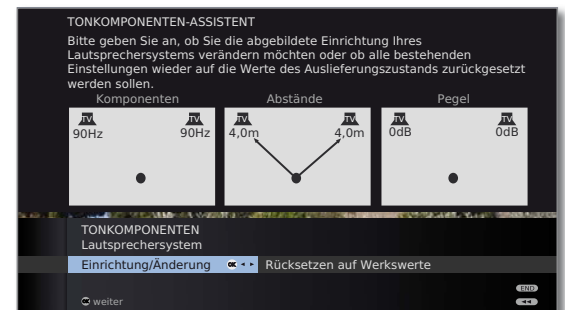 TONKOMPONENTEN-ASSISTENT
Bitte geben Sie an, ob Sie die abgebildete Einrichtung Ihres
Lautsprechersystems verändern möchten oder ob alle bestehenden
Einstellungen wieder auf die Werte des Auslieferungszustands zurückgesetzt
werden sollen.
Komponenten Abstände Pegel
TV TV TV TV TV TV
90Hz 90Hz 4,0m 4,0m 0dB 0dB
TONKOMPONENTEN
Lautsprechersystem
Einrichtung/Änderung OK Rücksetzen auf Werkswerte
END
OK weiter